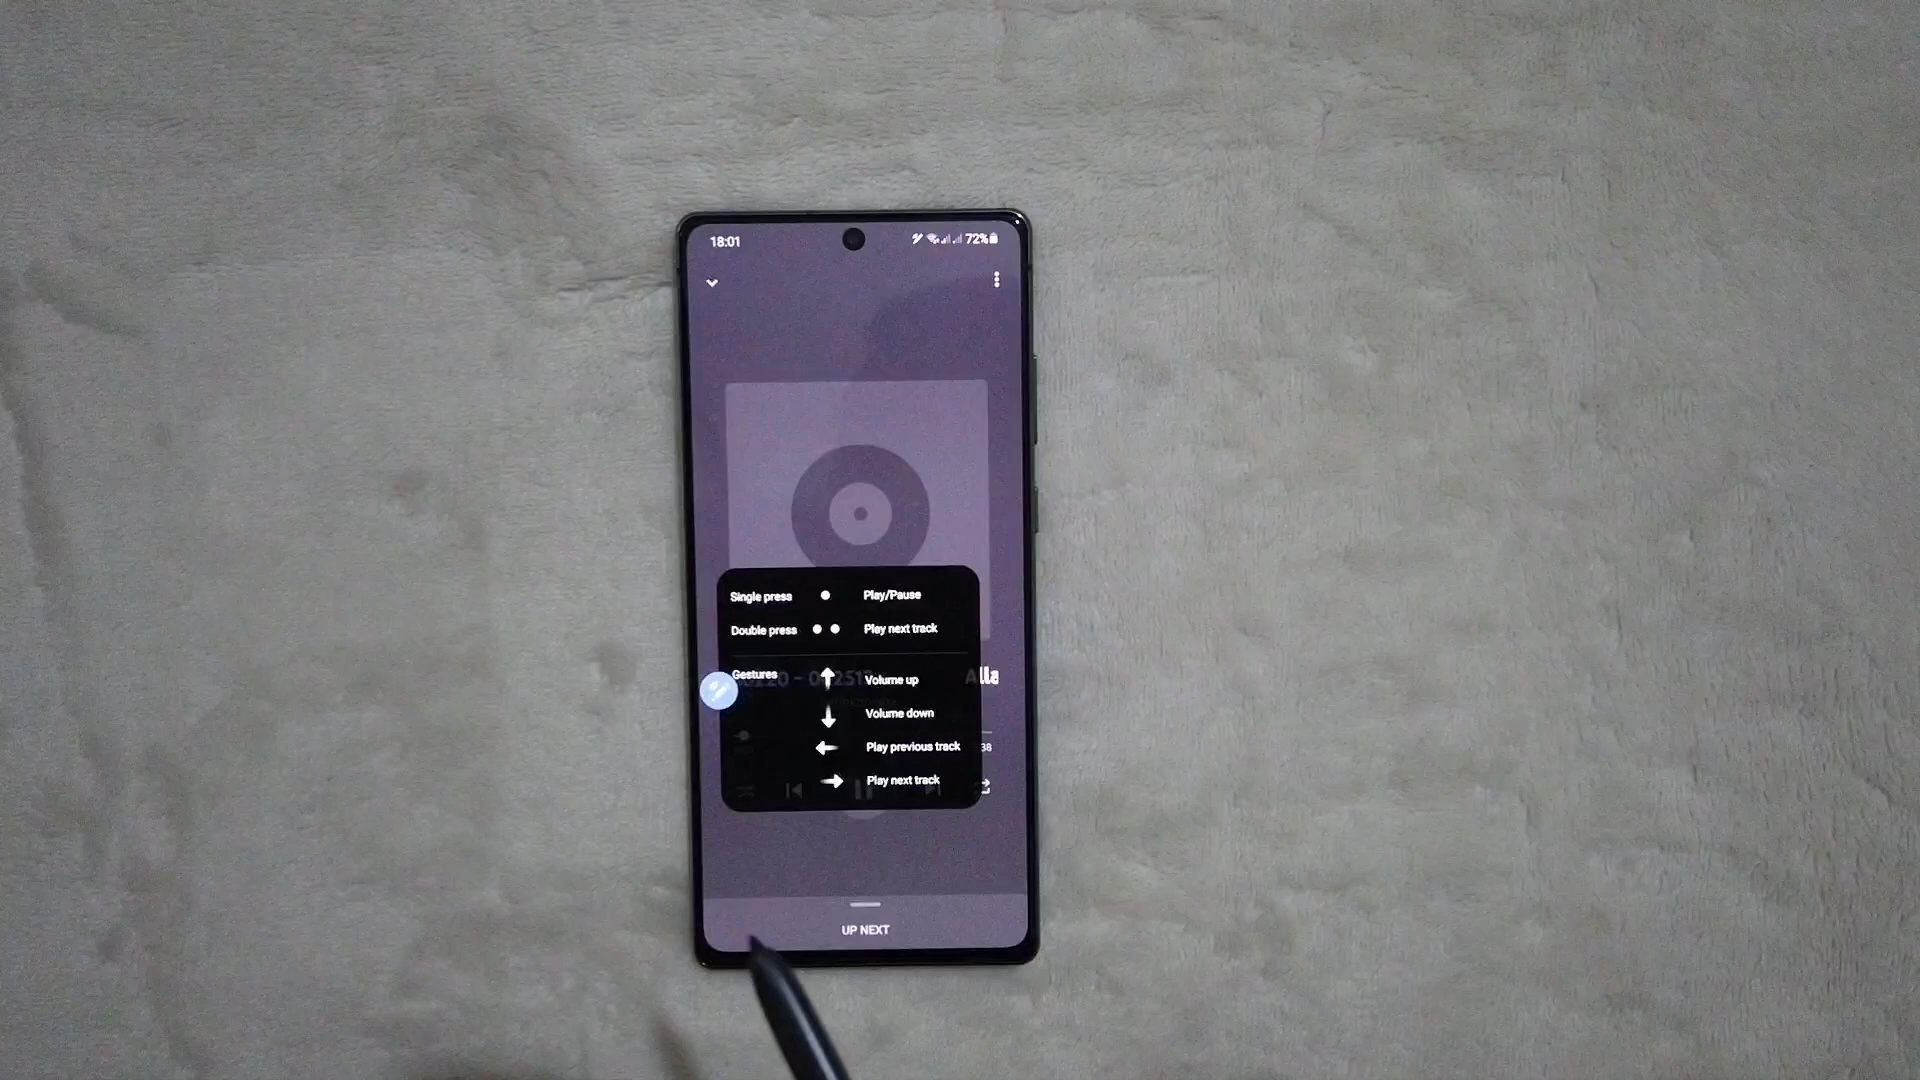 18:01 72%
Single press Play/Pause
Double press Play next track
Gestures Volume up
Volume down
Play previous track
Play next track
38
UP NEXT